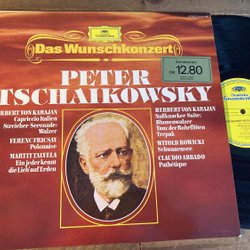 Das Wunschkonzert
Sonderpreis
DM 12.80
PETER
TSCHAIKOWSKY
HERBERT VON KARAJAN
Capriccio italien
Streicher-Serenade:
Walzer
FERENC FRICSAY
Polonaise
MARTTI TALVELA
Ein jeder kennt
die Lieb' auf Erden
HERBERT VON KARAJAN
Nußknacker-Suite:
Blumenwalzer
Tanz der Rohrflöten
Trepak
WITOLD ROWICKI
Schwanensee
CLAUDIO ABBADO
Pathétique